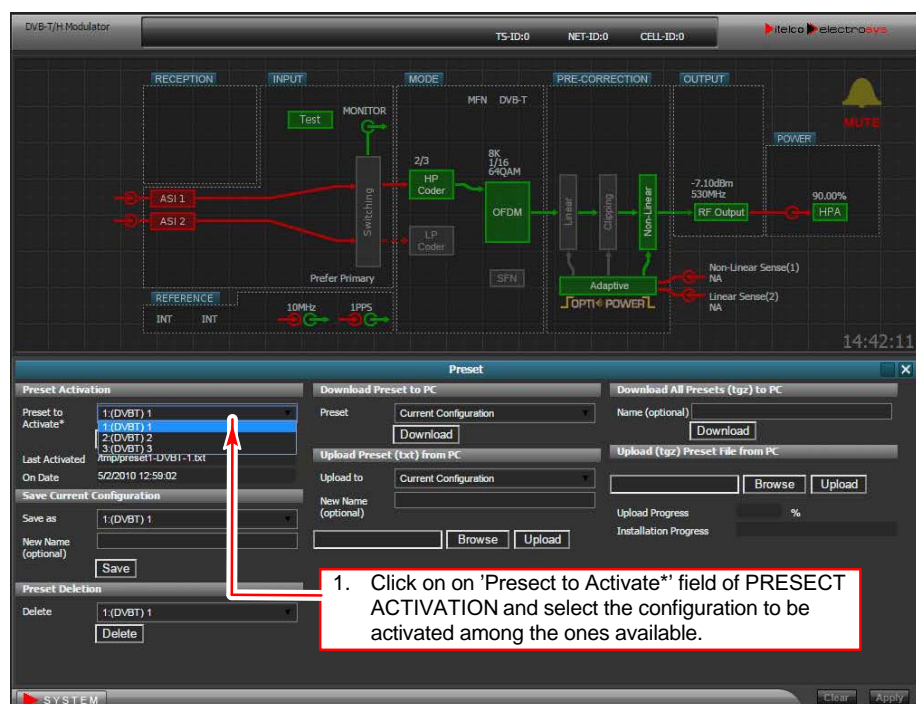 DVB-T/H Modulator
TS-ID:0 NET-ID:0 CELL-ID:0
itelco electrosys
RECEPTION INPUT MODE PRE-CORRECTION OUTPUT
MFN DVB-T
MONITOR
Test
MUTE
POWER
2/3
8K
1/16
64QAM
HP
Coder
ASI 1
ASI 2
Switching
OFDM
LP
Coder
Linear
Clipping
Non-Linear
-7.10dBm
530MHz
RF Output
90.00%
HPA
Prefer Primary
SFN
Adaptive
OPTI POWER
Non-Linear Sense(1)
NA
Linear Sense(2)
NA
REFERENCE
INT INT
10MHz 1PPS
14:42:11
Preset
X
Preset Activation
Preset to
Activate*
1:(DVBT) 1
1:(DVBT) 1
2:(DVBT) 2
3:(DVBT) 3
Last Activated /tmp/preset1-DVBT-1.txt
On Date 5/2/2010 12:59:02
Save Current Configuration
Save as 1:(DVBT) 1
New Name
(optional)
Save
Preset Deletion
Delete 1:(DVBT) 1
Delete
Download Preset to PC
Preset Current Configuration
Download
Upload Preset (txt) from PC
Upload to Current Configuration
New Name
(optional)
Browse Upload
Download All Presets (tgz) to PC
Name (optional)
Download
Upload (tgz) Preset File from PC
Browse Upload
Upload Progress %
Installation Progress
1. Click on on ’Presect to Activate*’ field of PRESECT
ACTIVATION and select the configuration to be
activated among the ones available.
SYSTEM
Clear Apply